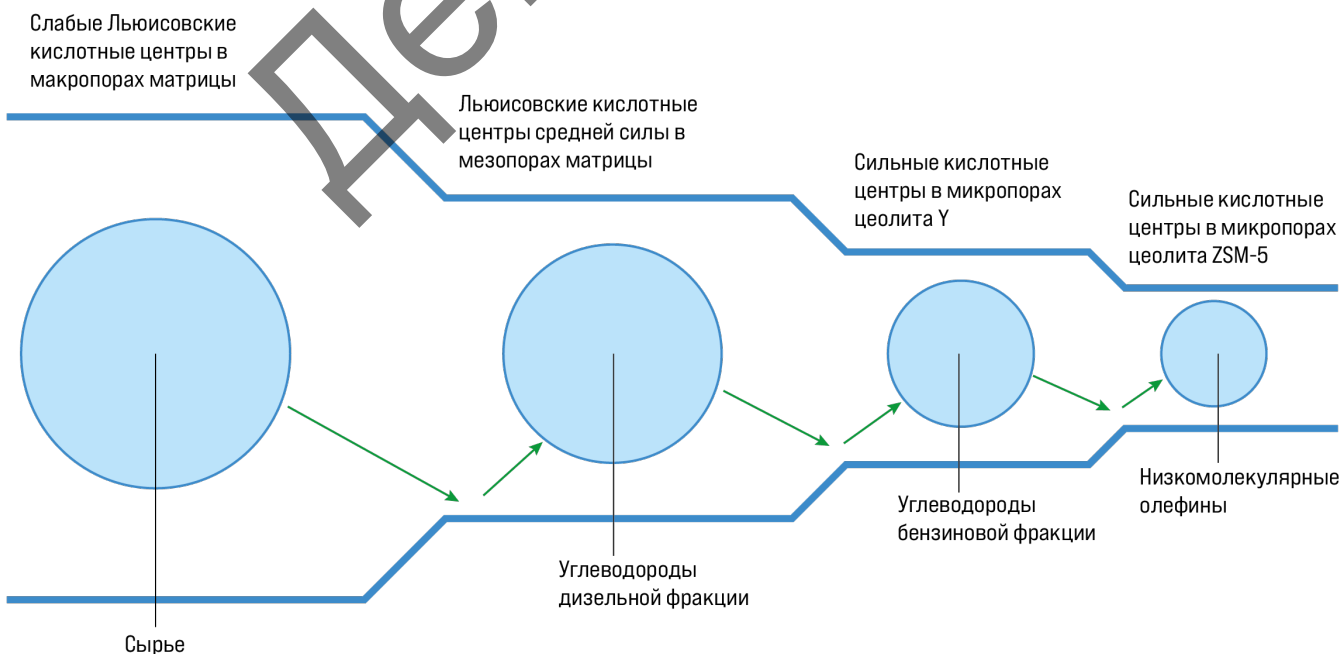 Слабые Льюисовские
кислотные центры в
макропорах матрицы
Льюисовские кислотные
центры средней силы в
мезопорах матрицы
Сильные кислотные
центры в микропорах
цеолита Y
Сильные кислотные
центры в микропорах
цеолита ZSM-5
Низкомолекулярные
олефины
Углеводороды
бензиновой фракции
Углеводороды
дизельной фракции
Сырье